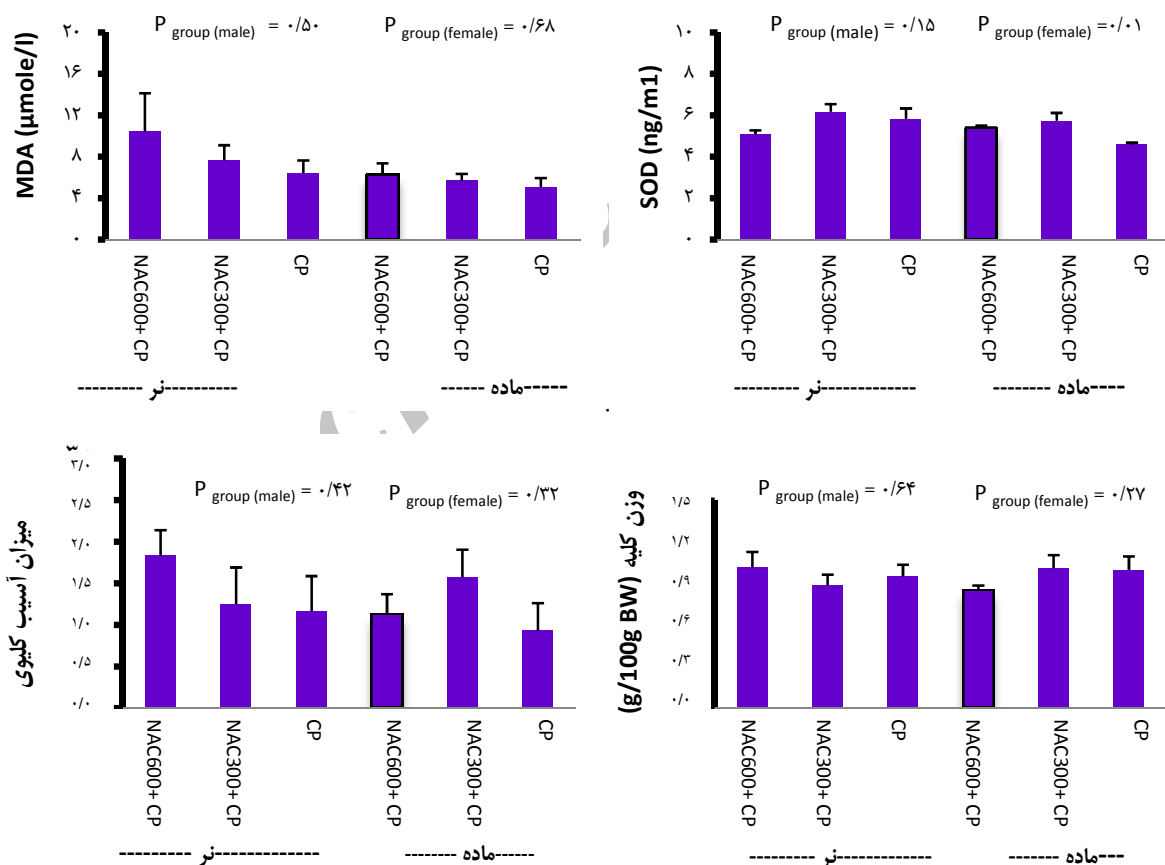 P group (male) = ۰/۵۰
P group (female) = ۰/۶۸
MDA (µmole/l)
۲۰
۱۶
۱۲
۸
۴
۰
NAC600+ CP
NAC300+ CP
CP
NAC600+ CP
NAC300+ CP
CP
---------- نر ----------
------- ماده -----
P group (male) = ۰/۱۵
P group (female) =۰/۰۱
SOD (ng/m1)
۱۰
۸
۶
۴
۲
۰
NAC600+ CP
NAC300+ CP
CP
NAC600+ CP
NAC300+ CP
CP
--------- نر ------------
-------- ماده ----
P group (male) = ۰/۴۲
P group (female) = ۰/۳۲
میزان آسیب کلیوی
۳/۰
۲/۵
۲/۰
۱/۵
۱/۰
۰/۵
۰/۰
NAC600+ CP
NAC300+ CP
CP
NAC600+ CP
NAC300+ CP
CP
---------- نر -------------
-------- ماده ------
P group (male) = ۰/۶۴
P group (female) = ۰/۲۷
وزن کلیه (g/100g BW)
۱/۵
۱/۲
۰/۹
۰/۶
۰/۳
۰/۰
NAC600+ CP
NAC300+ CP
CP
NAC600+ CP
NAC300+ CP
CP
--------- نر ------------
------- ماده ---